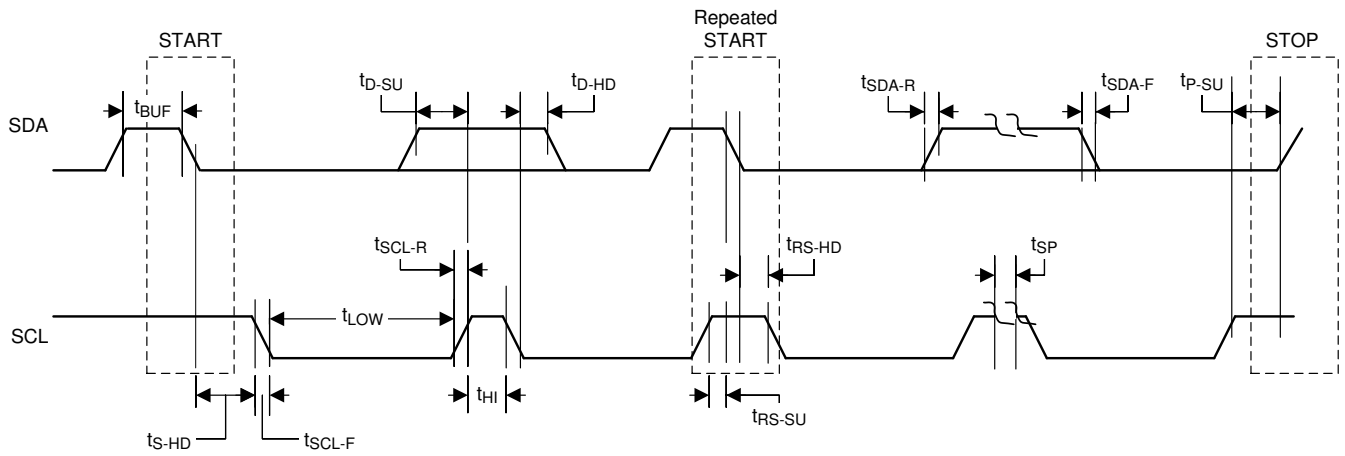 Repeated
START START STOP
tD-SU tD-HD tSDA-R tSDA-F tP-SU
tBUF
SDA
tSCL-R tRS-HD tSP
tLOW
SCL
tHI
tRS-SU
tS-HD tSCL-F